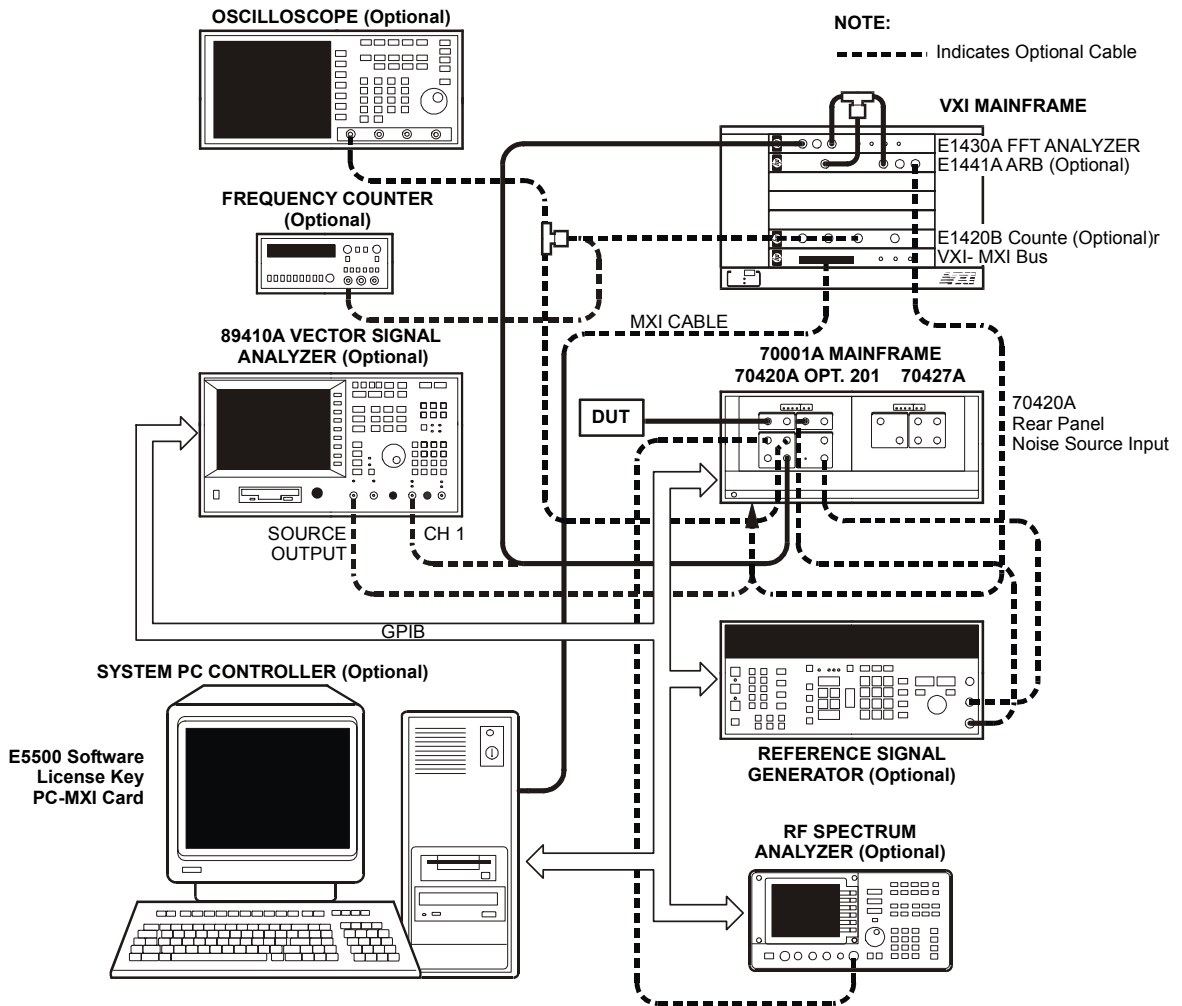 OSCILLOSCOPE (Optional)
NOTE:
Indicates Optional Cable
VXI MAINFRAME
E1430A FFT ANALYZER
E1441A ARB (Optional)
FREQUENCY COUNTER
(Optional)
E1420B Counte (Optional)r
VXI- MXI Bus
VXI
MXI CABLE
89410A VECTOR SIGNAL
ANALYZER (Optional)
70001A MAINFRAME
70420A OPT. 201 70427A
DUT
70420A
Rear Panel
Noise Source Input
SOURCE
OUTPUT
CH 1
GPIB
SYSTEM PC CONTROLLER (Optional)
E5500 Software
License Key
PC-MXI Card
REFERENCE SIGNAL
GENERATOR (Optional)
RF SPECTRUM
ANALYZER (Optional)